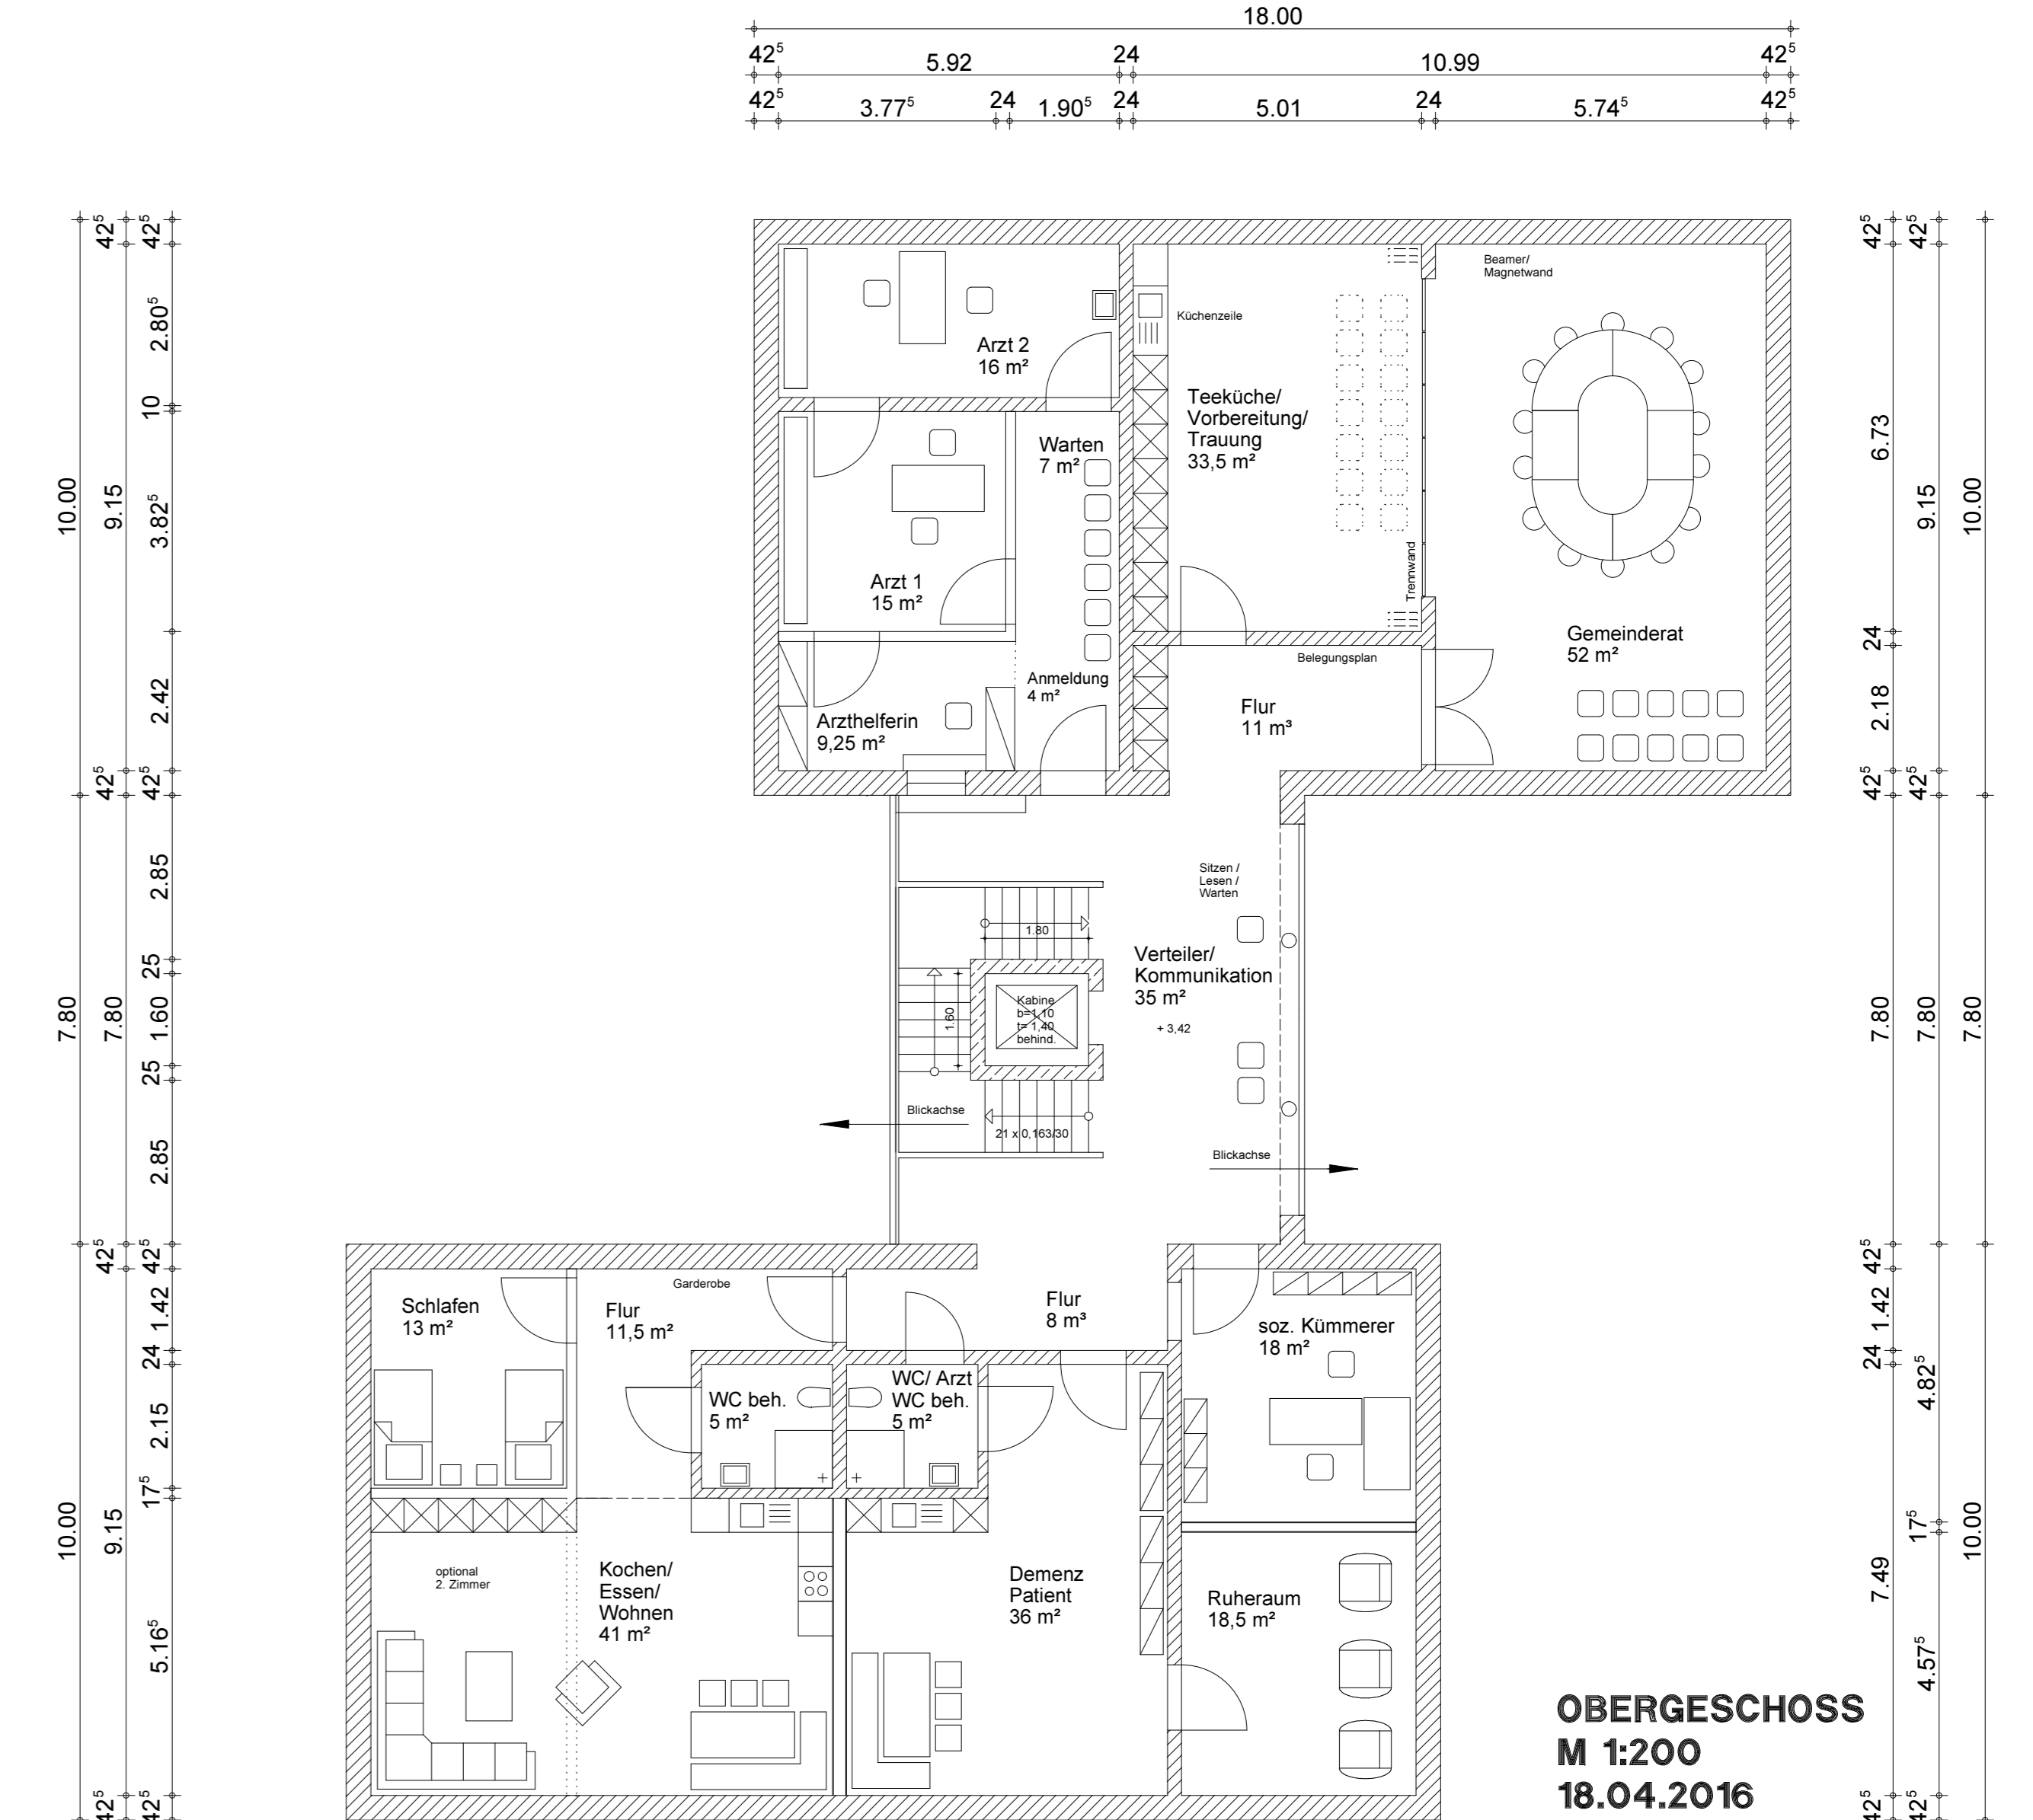 18.00
42⁵ 5.92 24 10.99 42⁵
42⁵ 3.77⁵ 24 1.90⁵ 24 5.01 24 5.74⁵ 42⁵
10.00
7.80
10.00
42⁵
9.15
42⁵
7.80
42⁵
9.15
42⁵
42⁵
2.80⁵
10
3.82⁵
2.42
42⁵
2.85
25
1.60
25
2.85
42⁵
1.42
24
2.15
17⁵
5.16⁵
42⁵
Arzt 2
16 m²
Warten
7 m²
Arzt 1
15 m²
Anmeldung
4 m²
Arzthelferin
9,25 m²
Küchenzeile
Teeküche/
Vorbereitung/
Trauung
33,5 m²
Trennwand
Beamer/
Magnetwand
Gemeinderat
52 m²
Belegungsplan
Flur
11 m³
Sitzen /
Lesen /
Warten
1.80
Verteiler/
Kommunikation
35 m²
+ 3,42
1.60
Kabine
b=1,10
t= 1,40
behind.
Blickachse
21 x 0,163/30
Blickachse
Schlafen
13 m²
Flur
11,5 m²
Garderobe
Flur
8 m³
soz. Kümmerer
18 m²
WC beh.
5 m²
WC/ Arzt
WC beh.
5 m²
optional
2. Zimmer
Kochen/
Essen/
Wohnen
41 m²
Demenz
Patient
36 m²
Ruheraum
18,5 m²
42⁵
6.73
24
2.18
42⁵
7.80
42⁵
1.42
24
7.49
42⁵
42⁵
9.15
42⁵
7.80
4.82⁵
17⁵
4.57⁵
42⁵
10.00
7.80
10.00
OBERGESCHOSS
M 1:200
18.04.2016